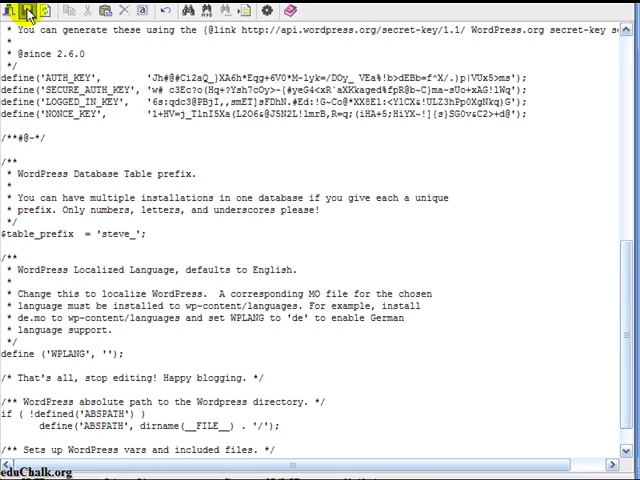 * You can generate these using the {@link http://api.wordpress.org/secret-key/1.1/ WordPress.org secret-key
*
* @since 2.6.0
*/
define('AUTH_KEY',
define('SECURE_AUTH_KEY',
define('LOGGED_IN_KEY',
define('NONCE_KEY',
/**#@-*/
/**
* WordPress Database Table prefix.
*
* You can have multiple installations in one database if you give each a unique
* prefix. Only numbers, letters, and underscores please!
*/
$table_prefix = 'steve_';
/**
* WordPress Localized Language, defaults to English.
*
* Change this to localize WordPress. A corresponding MO file for the chosen
* language must be installed to wp-content/languages. For example, install
* de.mo to wp-content/languages and set WPLANG to 'de' to enable German
* language support.
*/
define ('WPLANG', '');
/* That's all, stop editing! Happy blogging. */
/** WordPress absolute path to the Wordpress directory. */
if ( !defined('ABSPATH') )
define('ABSPATH', dirname(__FILE__) . '/');
/** Sets up WordPress vars and included files. */
eduChalk.org